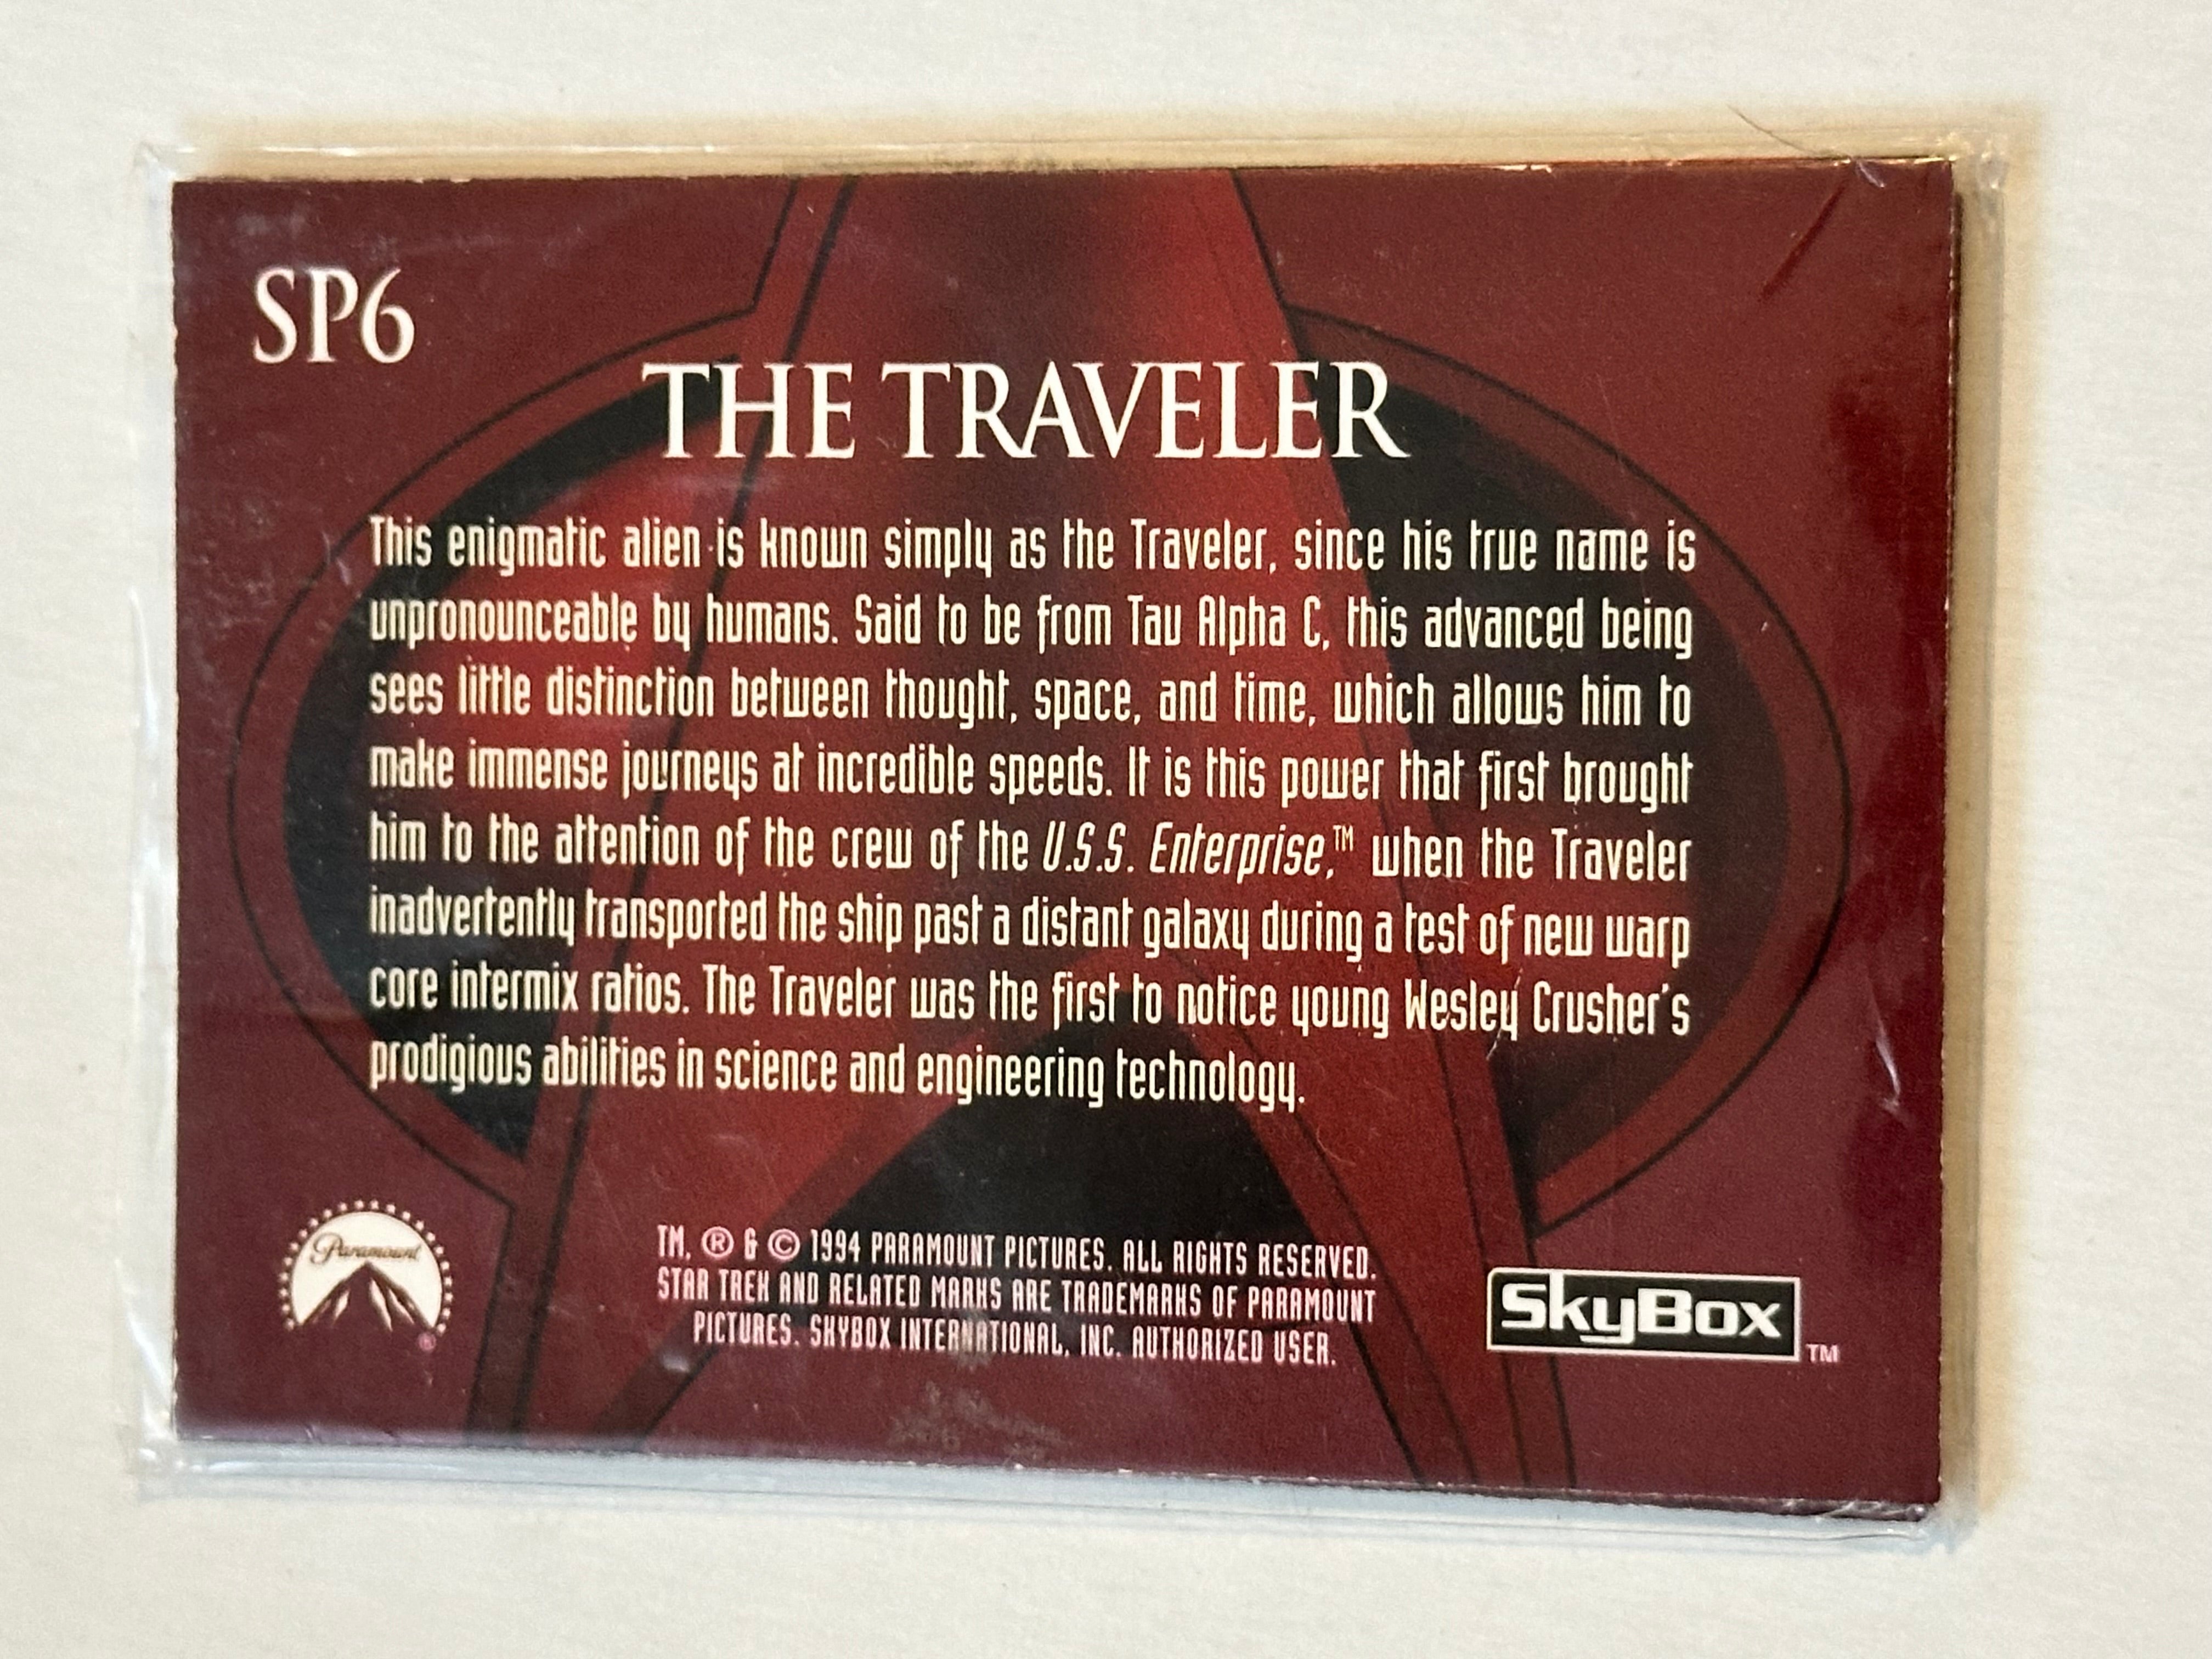 SP6
THE TRAVELER
This enigmatic alien is known simply as the Traveler, since his true name is
unpronounceable by humans. Said to be from Tau Alpha C, this advanced being
sees little distinction between thought, space, and time, which allows him to
make immense journeys at incredible speeds. It is this power that first brought
him to the attention of the crew of the U.S.S. Enterprise,™ when the Traveler
inadvertently transported the ship past a distant galaxy during a test of new warp
core intermix ratios. The Traveler was the first to notice young Wesley Crusher's
prodigious abilities in science and engineering technology.
Paramount
®
TM, ® & © 1994 PARAMOUNT PICTURES. ALL RIGHTS RESERVED.
STAR TREK AND RELATED MARKS ARE TRADEMARKS OF PARAMOUNT
PICTURES. SKYBOX INTERNATIONAL, INC. AUTHORIZED USER.
SkyBox TM